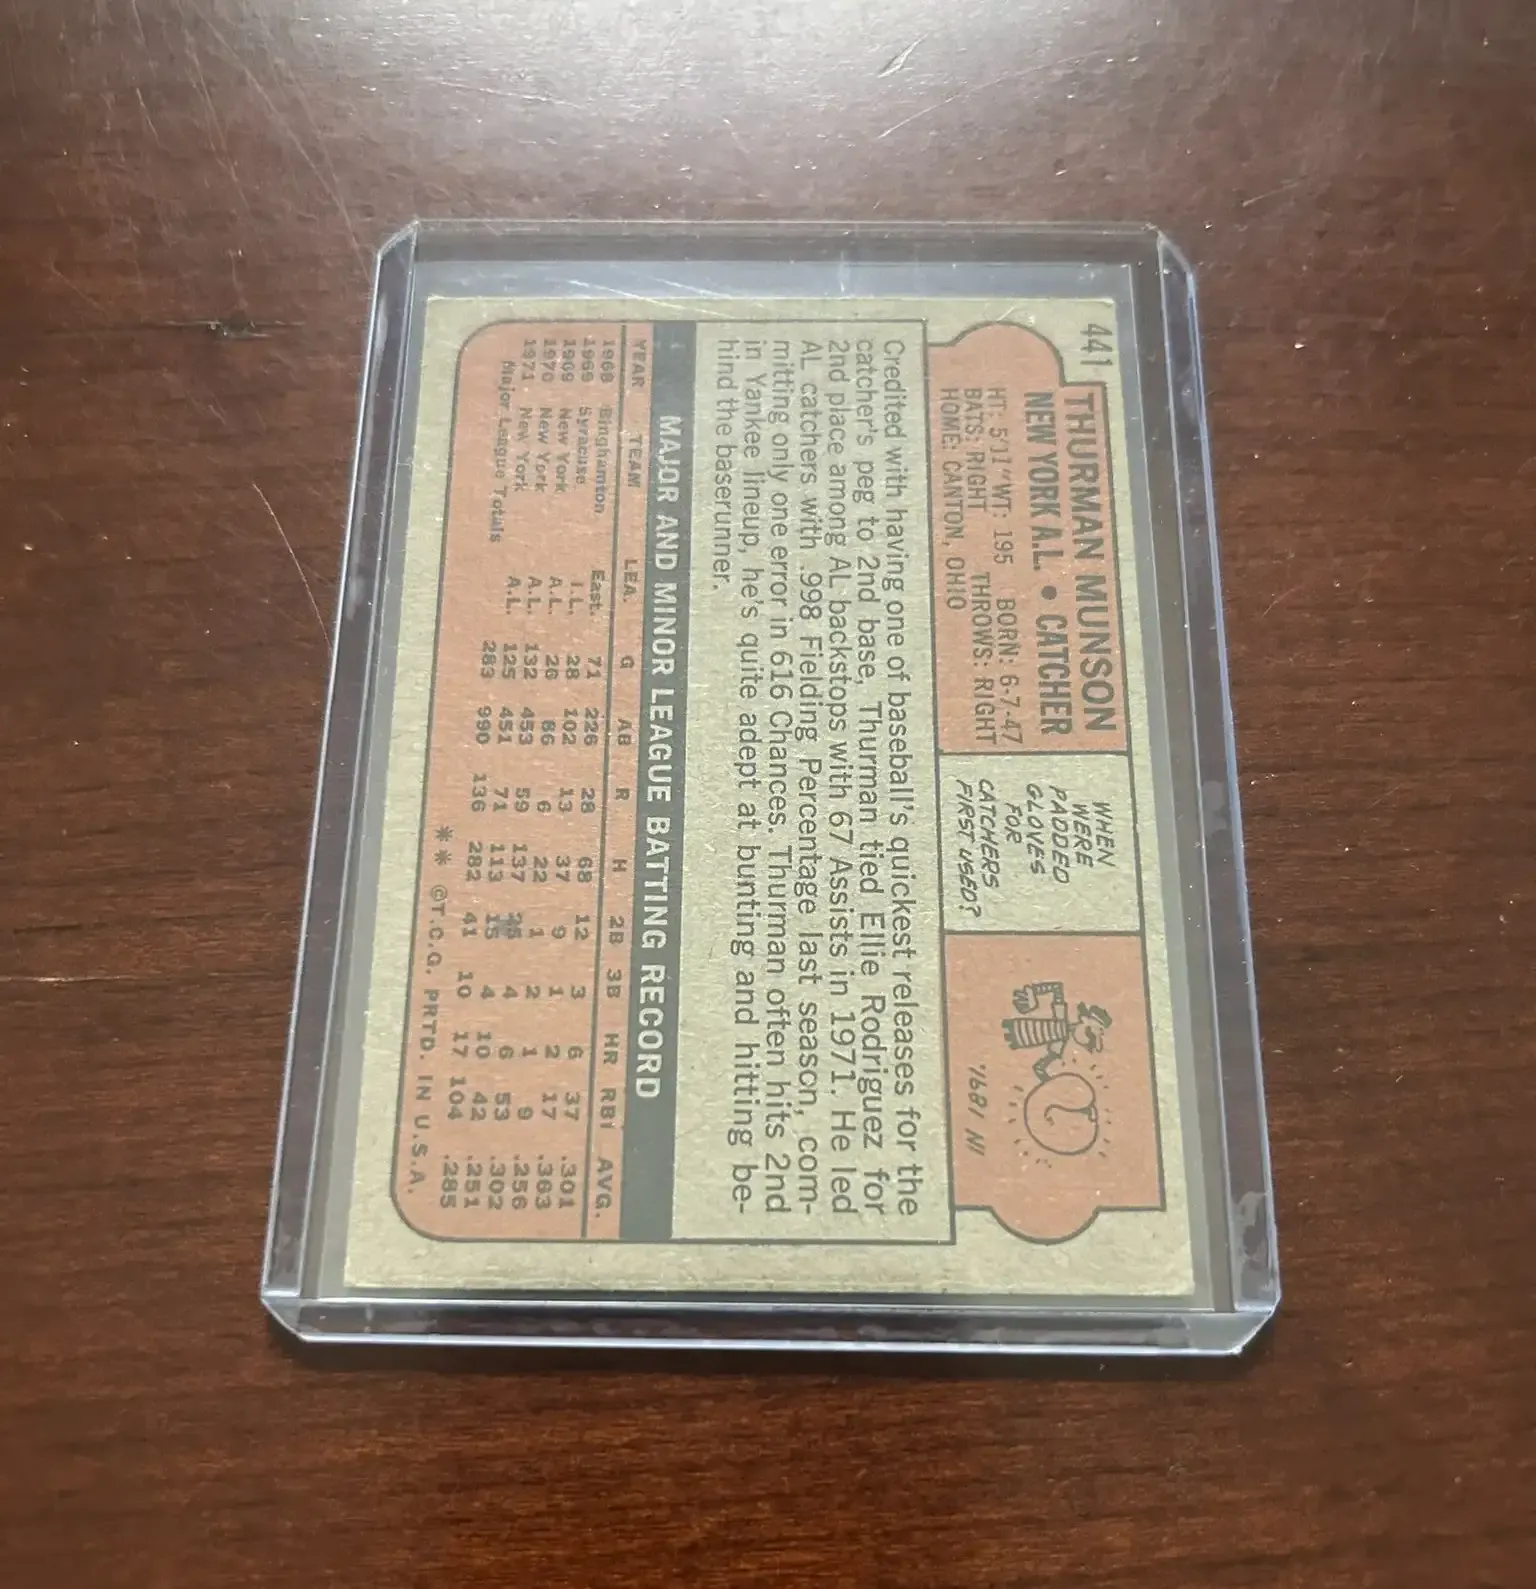 441
THURMAN MUNSON
NEW YORK A.L. • CATCHER
HT: 5'11" WT: 195 BORN: 6-7-47
BATS: RIGHT THROWS: RIGHT
HOME: CANTON, OHIO
WHEN
WERE
PADDED
GLOVES
FOR
CATCHERS
FIRST USED?
IN 1891.
Credited with having one of baseball's quickest releases for the
catcher's peg to 2nd base, Thurman tied Ellie Rodriguez for
2nd place among AL backstops with 67 Assists in 1971. He led
AL catchers with .998 Fielding Percentage last season, com-
mitting only one error in 616 Chances. Thurman often hits 2nd
in Yankee lineup, he's quite adept at bunting and hitting be-
hind the baserunner.
MAJOR AND MINOR LEAGUE BATTING RECORD
YEAR TEAM LEA. G AB R H 2B 3B HR RBI AVG.
1968 Binghamton East. 71 226 28 68 12 3 6 37 .301
1969 Syracuse I.L. 28 102 13 37 9 1 2 17 .363
1969 New York A.L. 26 86 6 22 1 2 1 9 .256
1970 New York A.L. 132 453 59 137 25 4 6 53 .302
1971 New York A.L. 125 451 71 113 15 4 10 42 .251
Major League Totals 283 990 136 282 41 10 17 104 .285
** ©T.C.G. PRTD. IN U.S.A.